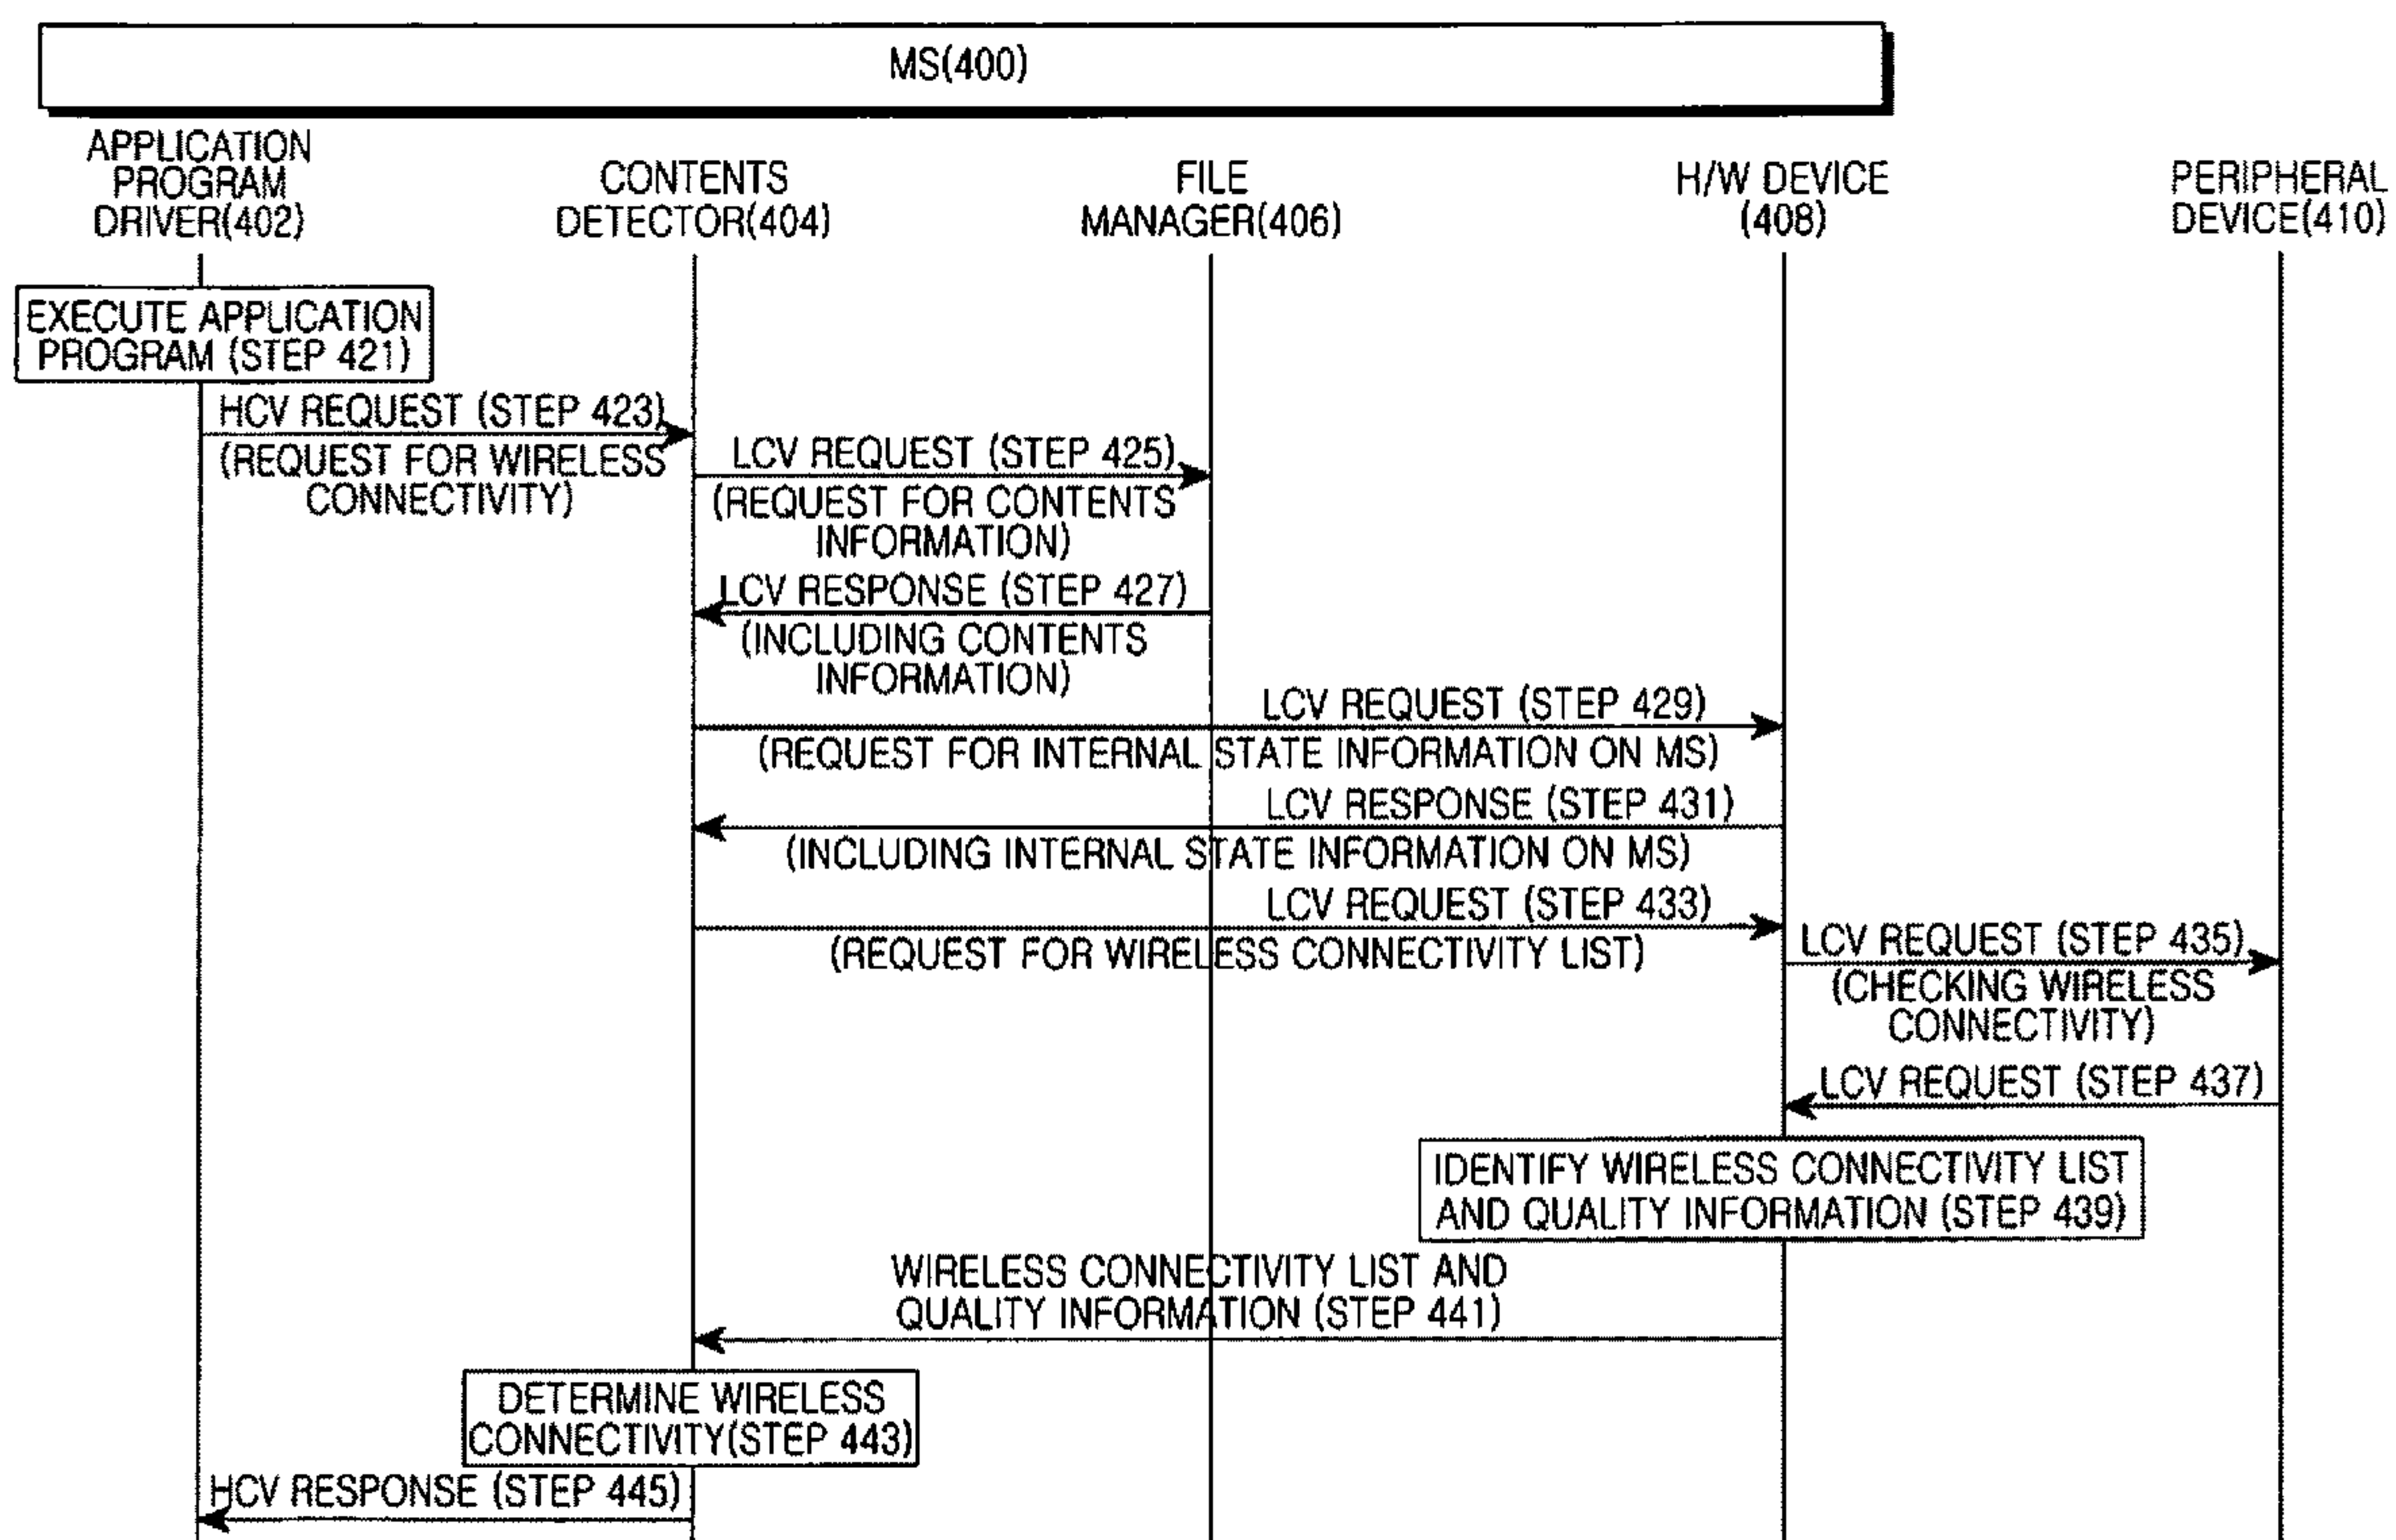 MS(400)
APPLICATION
PROGRAM
DRIVER(402)
CONTENTS
DETECTOR(404)
FILE
MANAGER(406)
H/W DEVICE
(408)
PERIPHERAL
DEVICE(410)
EXECUTE APPLICATION
PROGRAM (STEP 421)
HCV REQUEST (STEP 423)
(REQUEST FOR WIRELESS
CONNECTIVITY)
LCV REQUEST (STEP 425)
(REQUEST FOR CONTENTS
INFORMATION)
LCV RESPONSE (STEP 427)
(INCLUDING CONTENTS
INFORMATION)
LCV REQUEST (STEP 429)
(REQUEST FOR INTERNAL STATE INFORMATION ON MS)
LCV RESPONSE (STEP 431)
(INCLUDING INTERNAL STATE INFORMATION ON MS)
LCV REQUEST (STEP 433)
(REQUEST FOR WIRELESS CONNECTIVITY LIST)
LCV REQUEST (STEP 435)
(CHECKING WIRELESS
CONNECTIVITY)
LCV REQUEST (STEP 437)
IDENTIFY WIRELESS CONNECTIVITY LIST
AND QUALITY INFORMATION (STEP 439)
WIRELESS CONNECTIVITY LIST AND
QUALITY INFORMATION (STEP 441)
DETERMINE WIRELESS
CONNECTIVITY(STEP 443)
HCV RESPONSE (STEP 445)